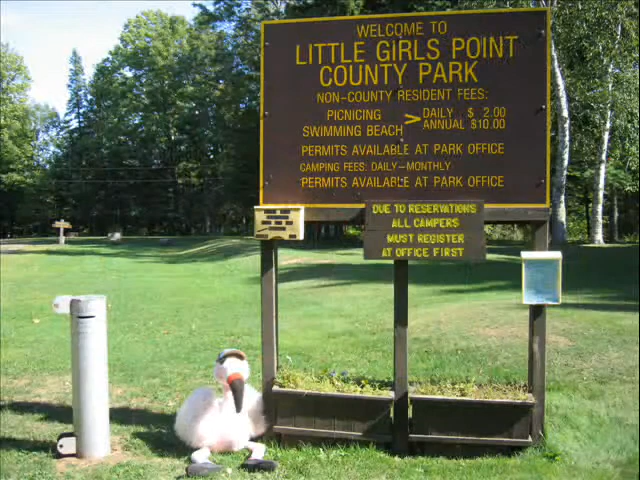 WELCOME TO
LITTLE GIRLS POINT
COUNTY PARK
NON-COUNTY RESIDENT FEES:
PICNICING
SWIMMING BEACH > DAILY $ 2.00
ANNUAL $10.00
PERMITS AVAILABLE AT PARK OFFICE
CAMPING FEES: DAILY-MONTHLY
PERMITS AVAILABLE AT PARK OFFICE
DUE TO RESERVATIONS
ALL CAMPERS
MUST REGISTER
AT OFFICE FIRST